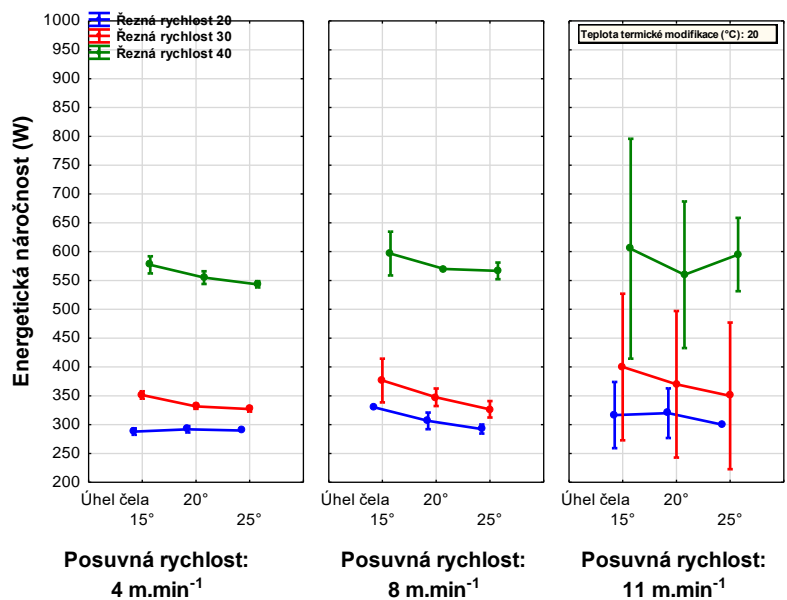 Řezná rychlost 20
Řezná rychlost 30
Řezná rychlost 40
Teplota termické modifikace (°C): 20
Energetická náročnost (W)
1000
950
900
850
800
750
700
650
600
550
500
450
400
350
300
250
200
Úhel čela 20° Úhel čela 20° Úhel čela 20°
15° 25° 15° 25° 15° 25°
Posuvná rychlost: Posuvná rychlost: Posuvná rychlost:
4 m.min⁻¹ 8 m.min⁻¹ 11 m.min⁻¹